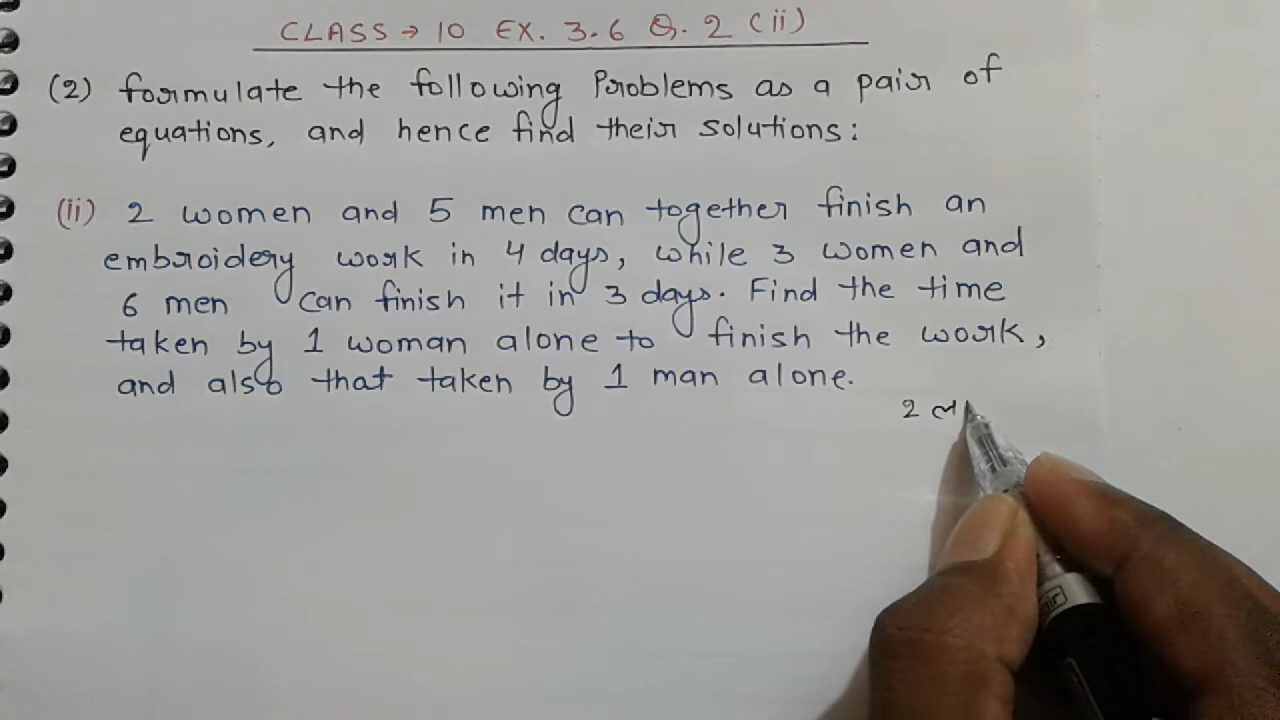 CLASS → 10 EX. 3.6 Q. 2 (ii)
(2) formulate the following Problems as a pair of
equations, and hence find their solutions:
(ii) 2 women and 5 men can together finish an
embroidery work in 4 days, while 3 women and
6 men can finish it in 3 days. Find the time
taken by 1 woman alone to finish the work,
and also that taken by 1 man alone.
2